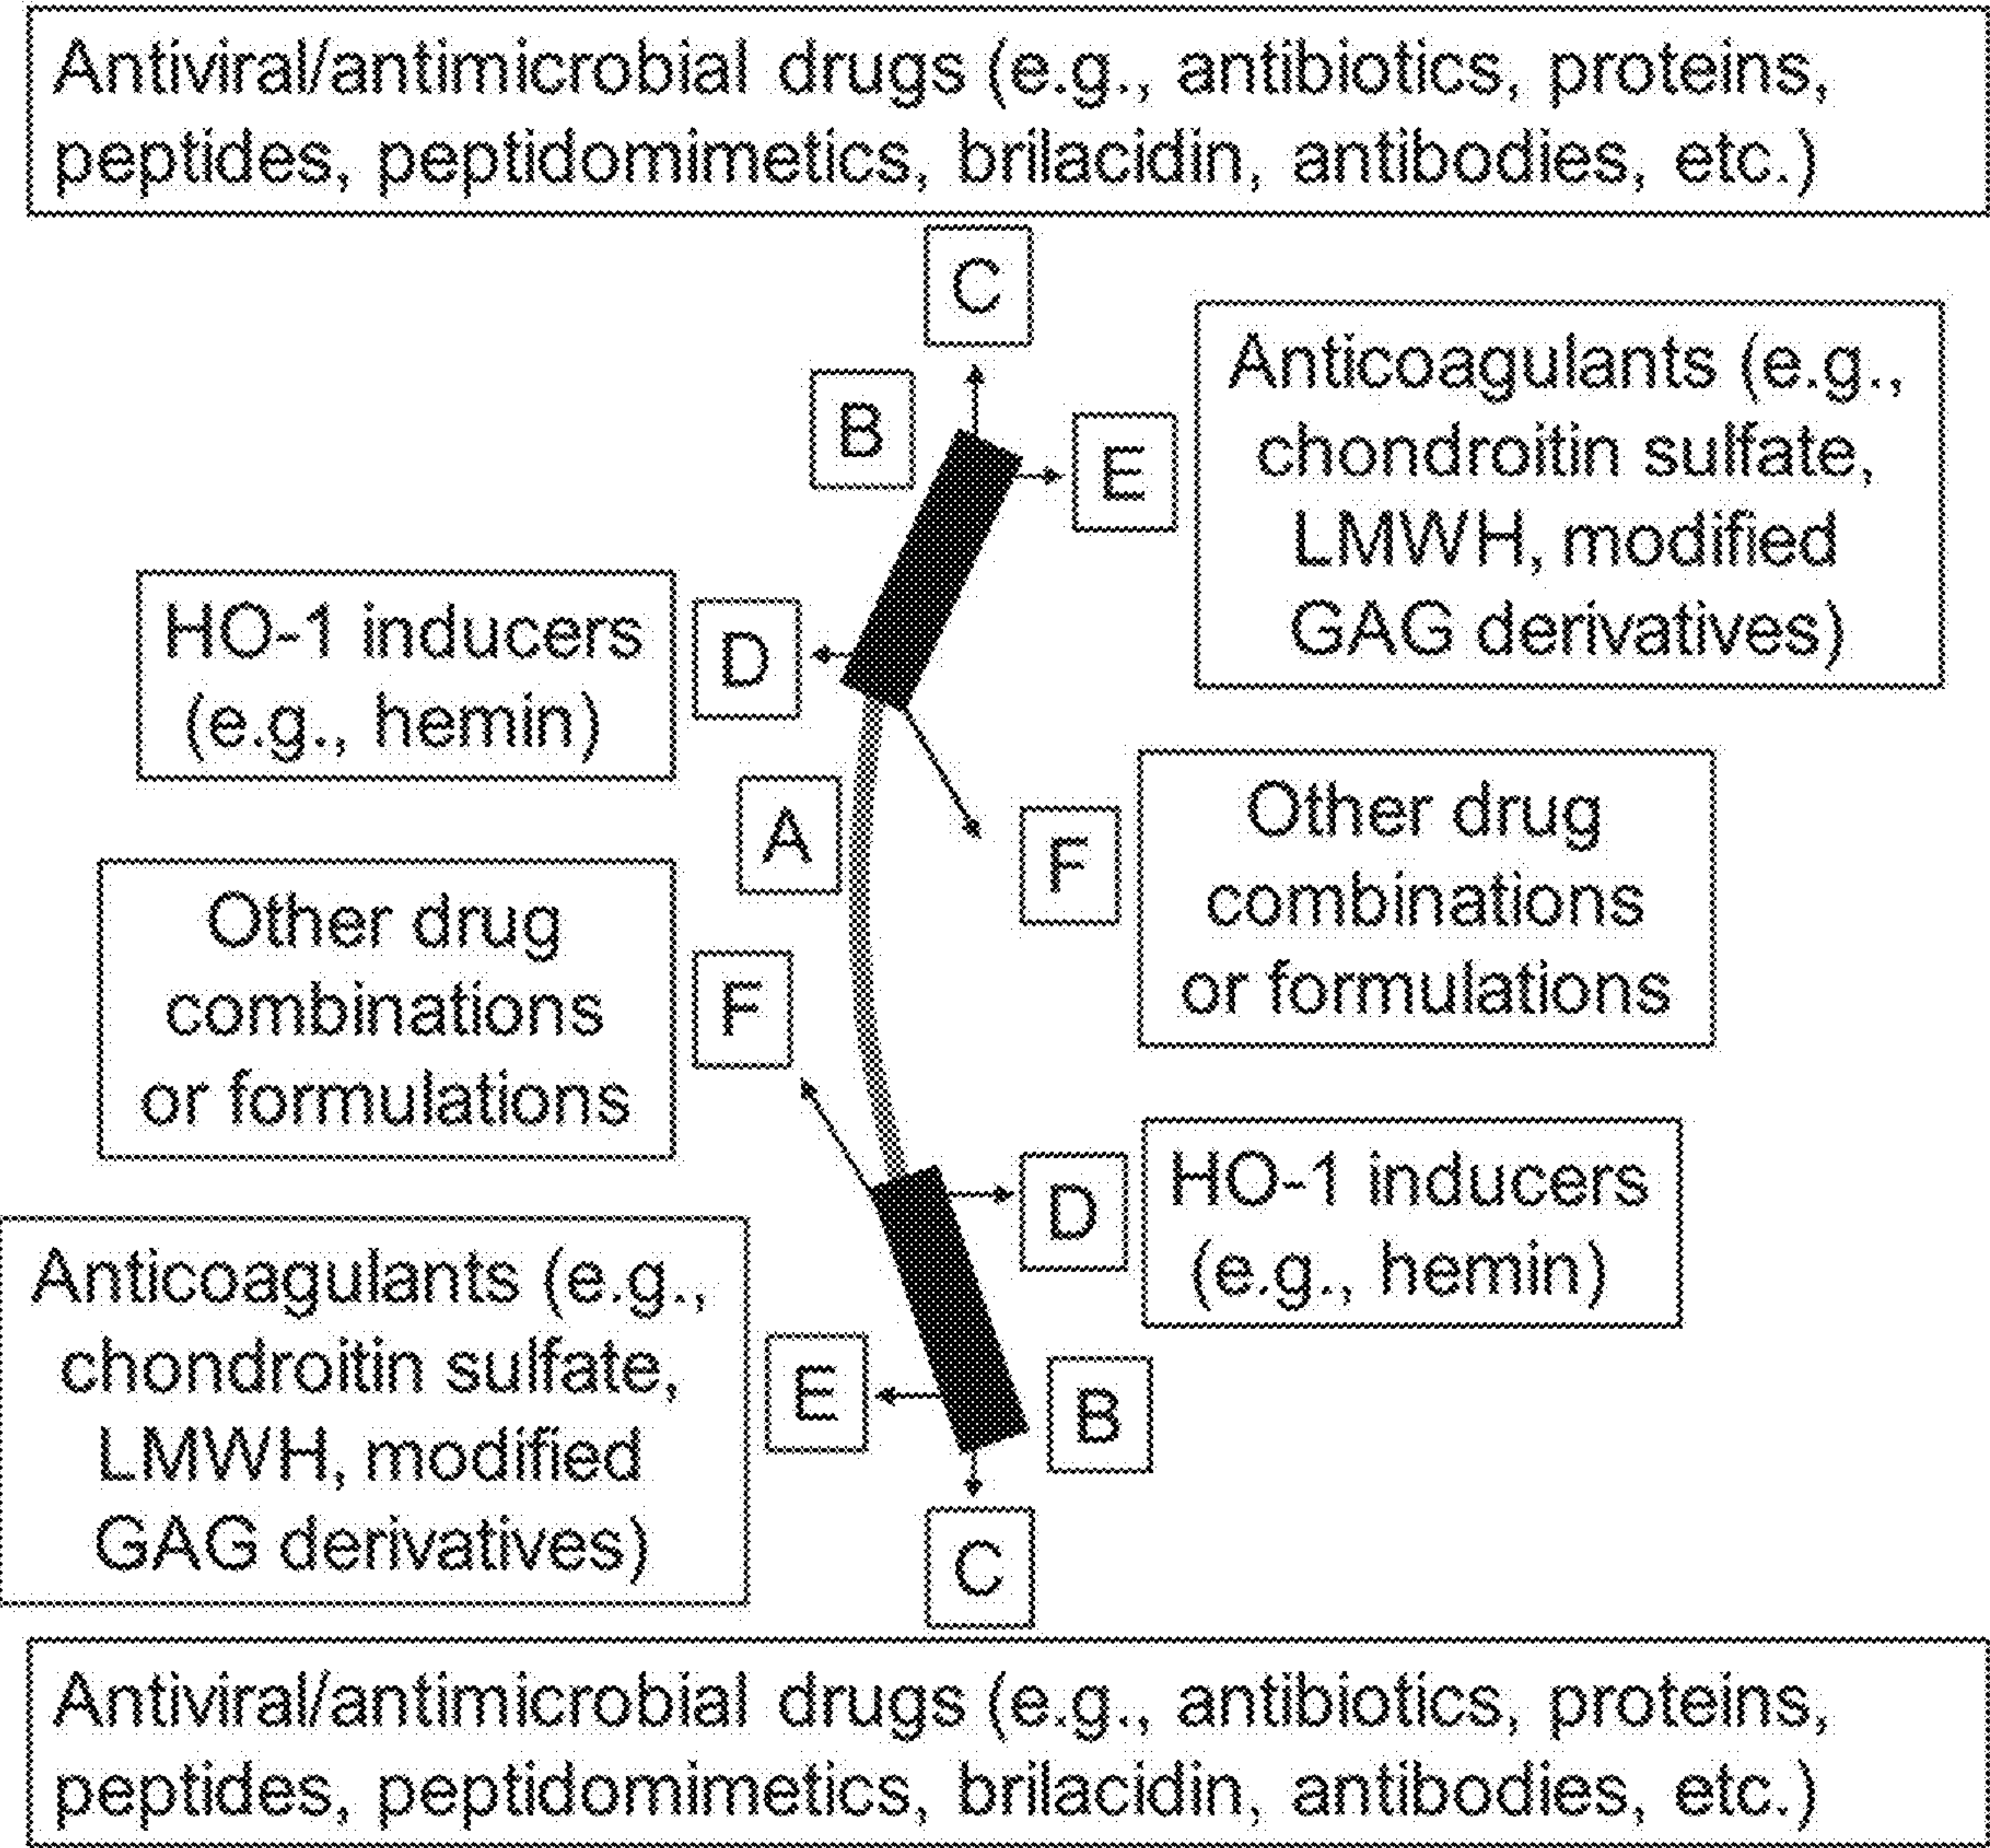 Antiviral/antimicrobial drugs (e.g., antibiotics, proteins,
peptides, peptidomimetics, brilacidin, antibodies, etc.)
C
B
E
Anticoagulants (e.g.,
chondroitin sulfate,
LMWH, modified
GAG derivatives)
HO-1 inducers
(e.g., hemin)
D
A
F
Other drug
combinations
or formulations
Other drug
combinations
or formulations
F
D
HO-1 inducers
(e.g., hemin)
Anticoagulants (e.g.,
chondroitin sulfate,
LMWH, modified
GAG derivatives)
E
B
C
Antiviral/antimicrobial drugs (e.g., antibiotics, proteins,
peptides, peptidomimetics, brilacidin, antibodies, etc.)